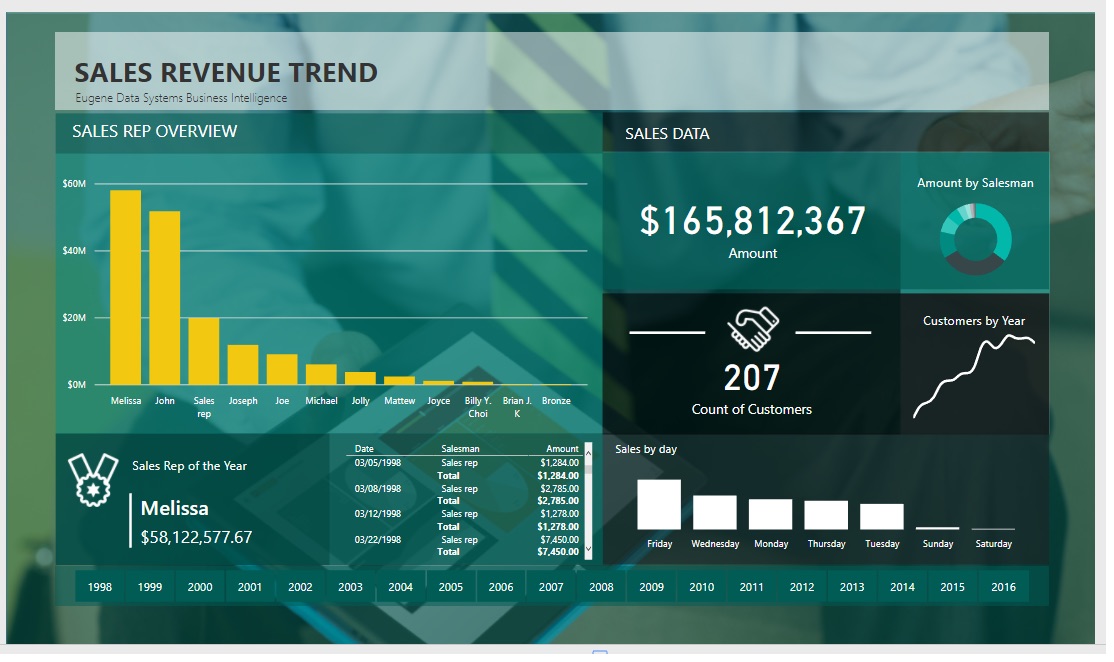 SALES REVENUE TREND
Eugene Data Systems Business Intelligence
SALES REP OVERVIEW
$60M
$40M
$20M
$0M
Melissa John Sales rep Joseph Joe Michael Jolly Mattew Joyce Billy Y. Choi Brian J. K Bronze
SALES DATA
$165,812,367
Amount
Amount by Salesman
207
Count of Customers
Customers by Year
Sales Rep of the Year
Melissa
$58,122,577.67
Date Salesman Amount
03/05/1998 Sales rep $1,284.00
Total $1,284.00
03/08/1998 Sales rep $2,785.00
Total $2,785.00
03/12/1998 Sales rep $1,278.00
Total $1,278.00
03/22/1998 Sales rep $7,450.00
Total $7,450.00
Sales by day
Friday Wednesday Monday Thursday Tuesday Sunday Saturday
1998 1999 2000 2001 2002 2003 2004 2005 2006 2007 2008 2009 2010 2011 2012 2013 2014 2015 2016